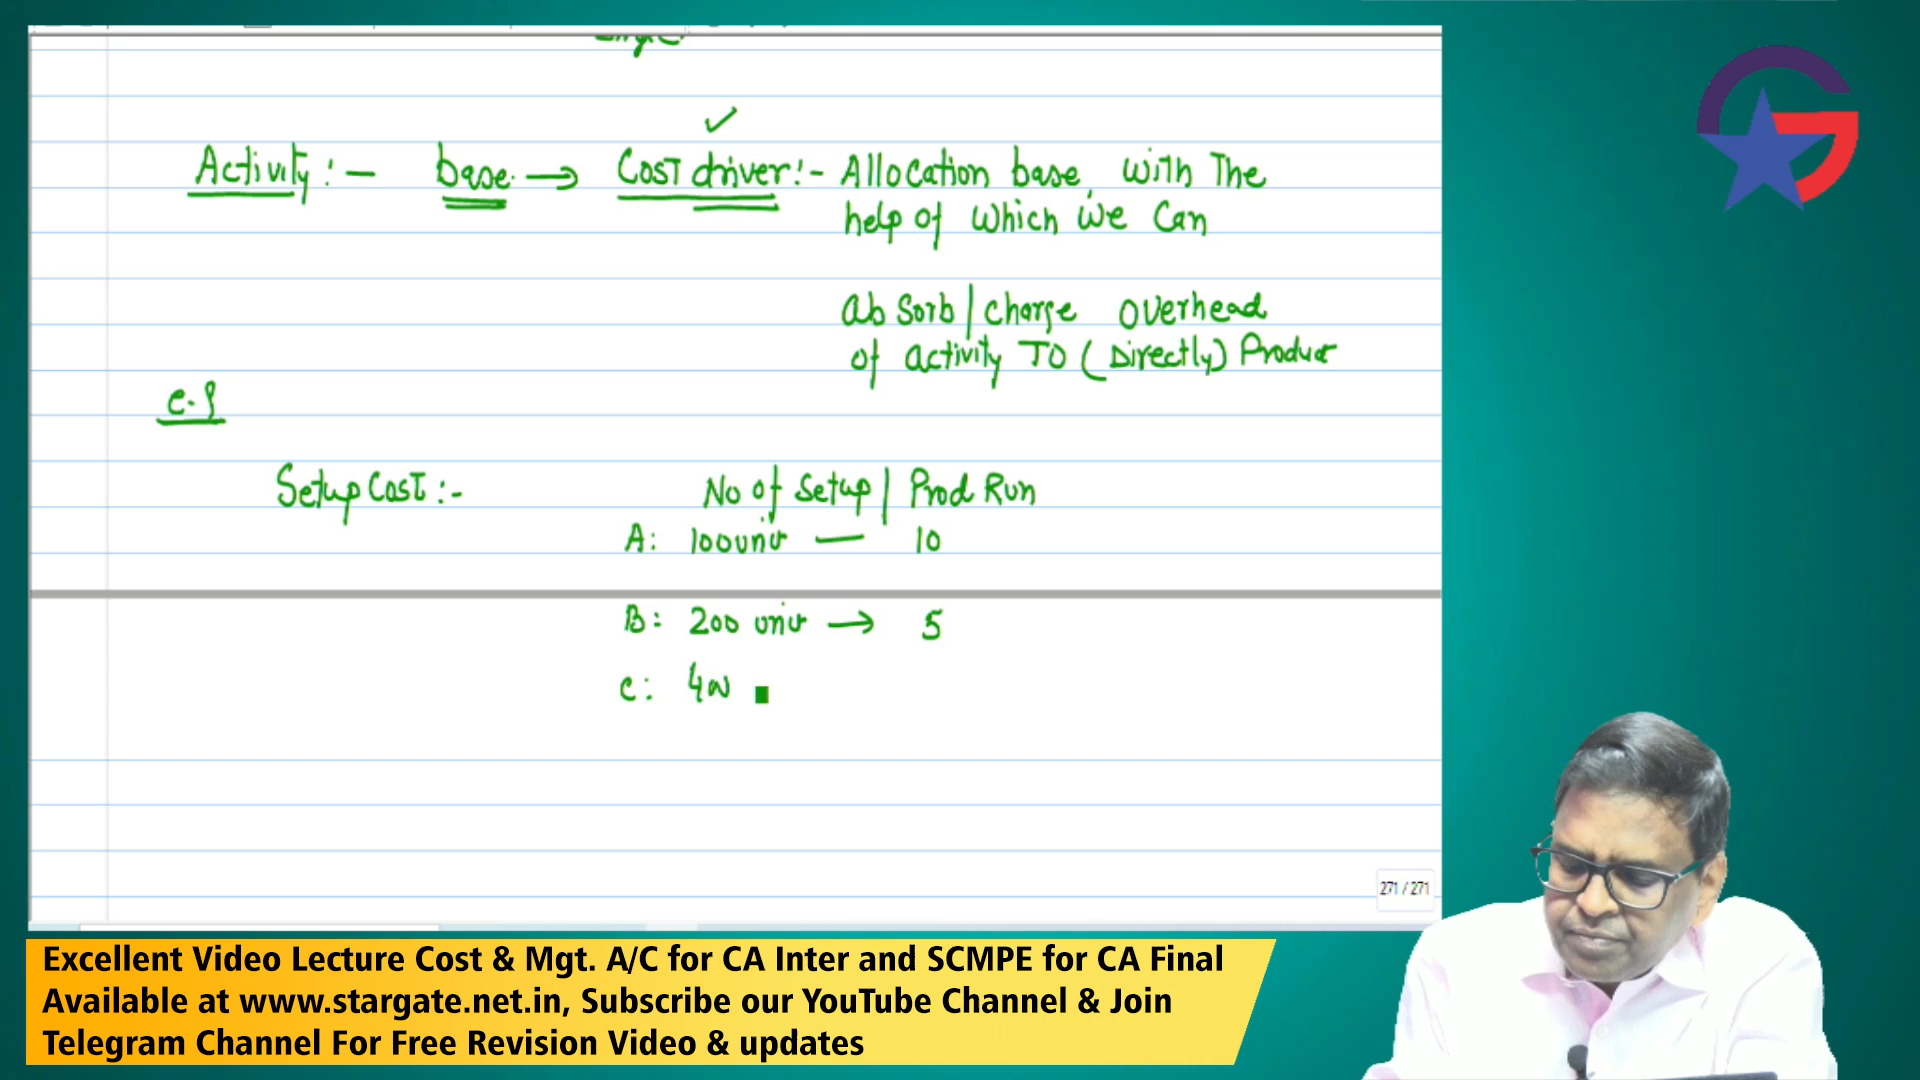 Activity :- base → Cost driver :- Allocation base, with the
help of which we can
absorb / charge overhead
of activity to (Directly) Product
e.g
Setup Cost :- No of Setup | Prod Run
A: 100 unit — 10
B: 200 unit → 5
C: 400
271 / 271
Excellent Video Lecture Cost & Mgt. A/C for CA Inter and SCMPE for CA Final
Available at www.stargate.net.in, Subscribe our YouTube Channel & Join
Telegram Channel For Free Revision Video & updates